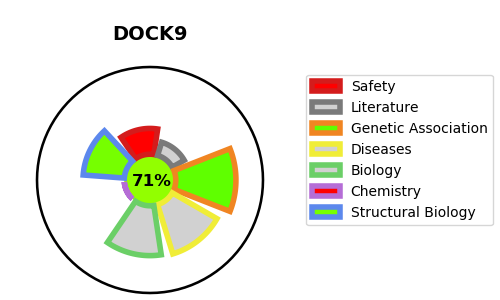 DOCK9
71%
Safety
Literature
Genetic Association
Diseases
Biology
Chemistry
Structural Biology